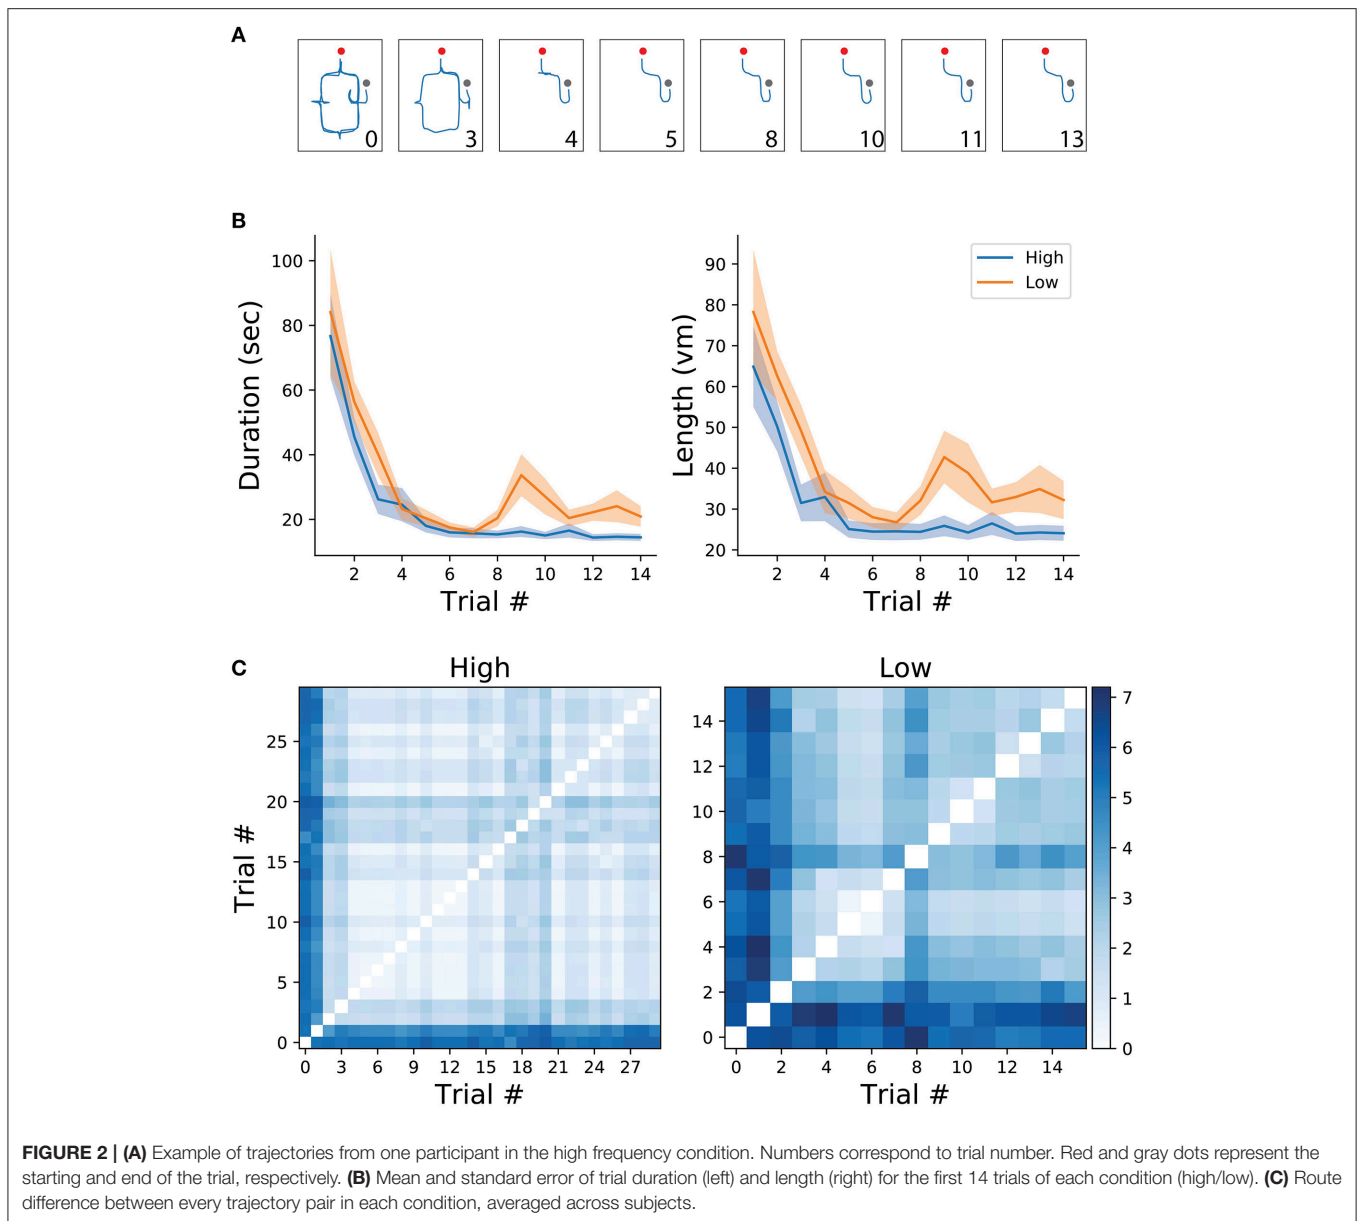 A
0 3 4 5 8 10 11 13
B
100
80
60
40
20
Duration (sec)
2 4 6 8 10 12 14
Trial #
90
80
70
60
50
40
30
20
Length (vm)
High
Low
2 4 6 8 10 12 14
Trial #
C
High
25
20
15
10
5
0
Trial #
0 3 6 9 12 15 18 21 24 27
Trial #
Low
14
12
10
8
6
4
2
0
0 2 4 6 8 10 12 14
Trial #
7
6
5
4
3
2
1
0
FIGURE 2 | (A) Example of trajectories from one participant in the high frequency condition. Numbers correspond to trial number. Red and gray dots represent the
starting and end of the trial, respectively. (B) Mean and standard error of trial duration (left) and length (right) for the first 14 trials of each condition (high/low). (C) Route
difference between every trajectory pair in each condition, averaged across subjects.